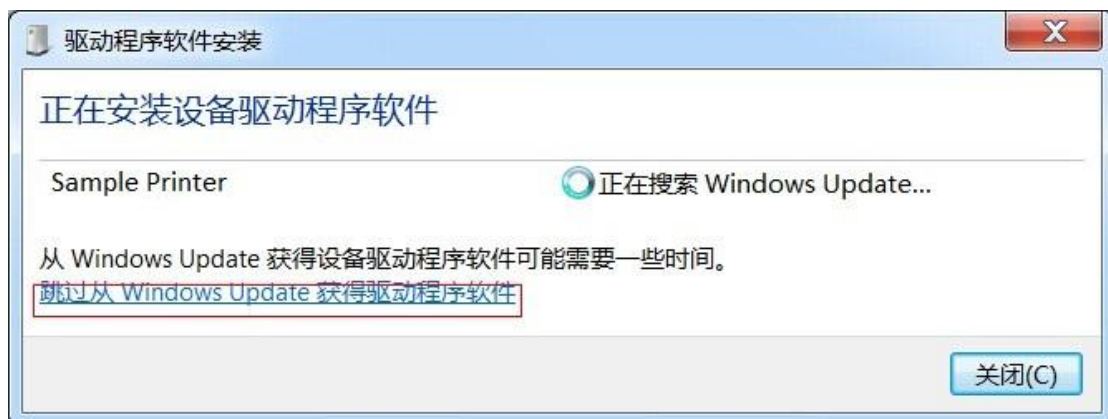 驱动程序软件安装
正在安装设备驱动程序软件
Sample Printer 正在搜索 Windows Update...
从 Windows Update 获得设备驱动程序软件可能需要一些时间。
跳过从 Windows Update 获得驱动程序软件
关闭(C)